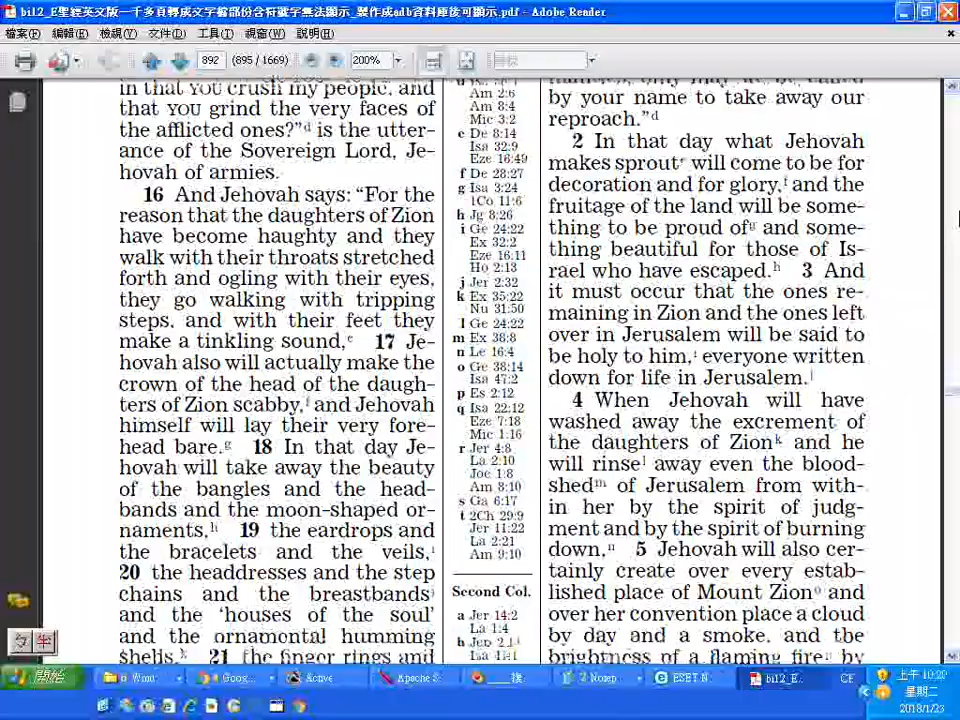 bi12_E聖經英文版一千多頁轉成文字檔部份含符號字無法顯示_製作成adb資料庫後可顯示.pdf - Adobe Reader
檔案(F) 編輯(E) 檢視(V) 文件(D) 工具(T) 視窗(W) 說明(H)
892 (895 / 1669) 200%
in that YOU crush my people, and
that YOU grind the very faces of
the afflicted ones?”d is the utter-
ance of the Sovereign Lord, Je-
hovah of armies.
16 And Jehovah says: “For the
reason that the daughters of Zion
have become haughty and they
walk with their throats stretched
forth and ogling with their eyes,
they go walking with tripping
steps, and with their feet they
make a tinkling sound,e 17 Je-
hovah also will actually make the
crown of the head of the daugh-
ters of Zion scabby,f and Jehovah
himself will lay their very fore-
head bare.g 18 In that day Je-
hovah will take away the beauty
of the bangles and the head-
bands and the moon-shaped or-
naments,h 19 the eardrops and
the bracelets and the veils,i
20 the headdresses and the step
chains and the breastbandsj
and the ‘houses of the soul’
and the ornamental humming
shells,k 21 the finger rings and
Am 2:6
Am 8:4
Mic 3:2
e De 8:14
Isa 32:9
Eze 16:49
f De 28:27
g Isa 3:24
1Co 11:6
h Jg 8:26
i Ge 24:22
Ex 32:2
Eze 16:11
Ho 2:13
j Jer 2:32
k Ex 35:22
Nu 31:50
l Ge 24:22
m Ex 38:8
n Le 16:4
o Ge 38:14
Isa 47:2
p Es 2:12
q Isa 22:12
Eze 7:18
Mic 1:16
r Jer 4:8
La 2:10
Joe 1:8
Am 8:10
s Ga 6:17
t 2Ch 29:9
Jer 11:22
La 2:21
Am 9:10
Second Col.
a Jer 14:2
La 1:4
by your name to take away our
reproach.”d
2 In that day what Jehovah
makes sproute will come to be for
decoration and for glory,f and the
fruitage of the land will be some-
thing to be proud ofg and some-
thing beautiful for those of Is-
rael who have escaped.h 3 And
it must occur that the ones re-
maining in Zion and the ones left
over in Jerusalem will be said to
be holy to him,i everyone written
down for life in Jerusalem.j
4 When Jehovah will have
washed away the excrement of
the daughters of Zionk and he
will rinsel away even the blood-
shedm of Jerusalem from with-
in her by the spirit of judg-
ment and by the spirit of burning
down,n 5 Jehovah will also cer-
tainly create over every estab-
lished place of Mount Ziono and
over her convention place a cloud
by day and a smoke, and the
brightness of a flaming fire by
開始 Goog... Active Apache S 2 Notep ESET N bi12_E CF 上午 10:29
星期二
2018/1/23